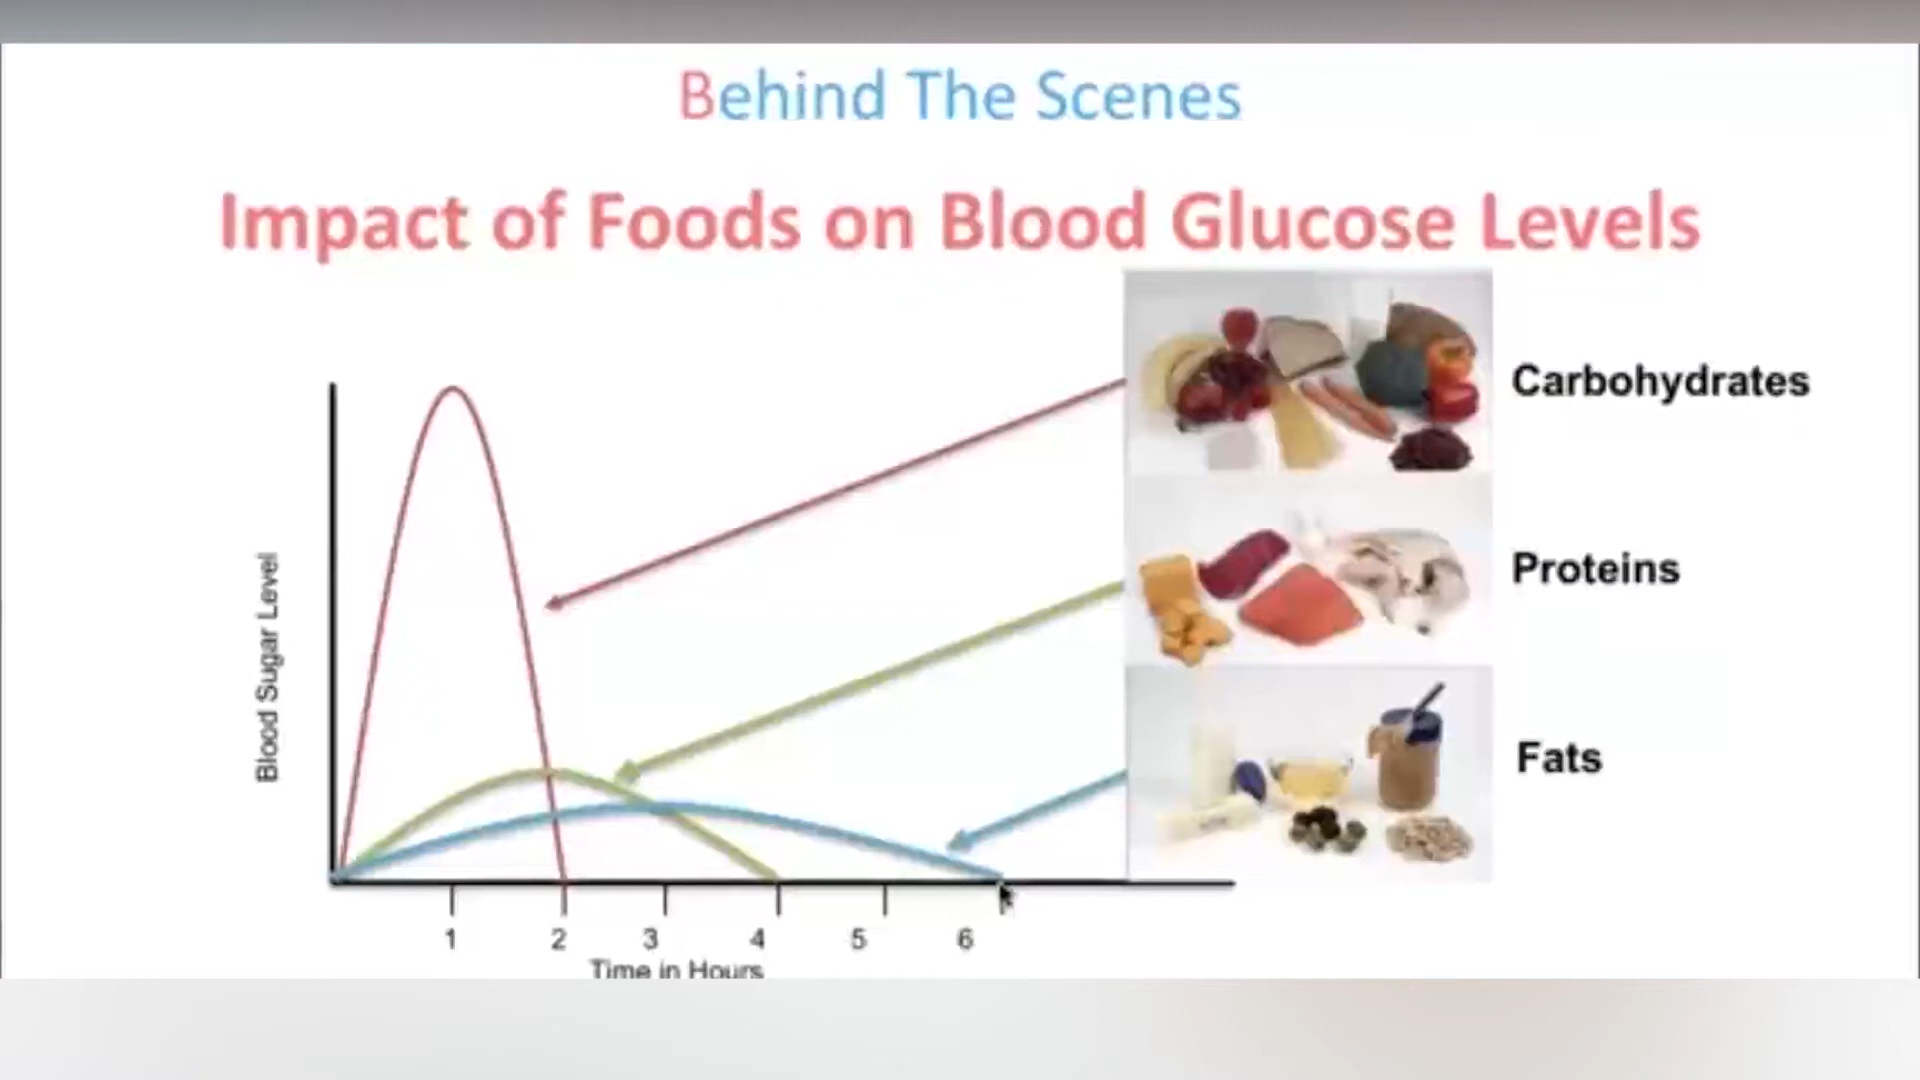 Behind The Scenes
Impact of Foods on Blood Glucose Levels
Carbohydrates
Proteins
Fats
Blood Sugar Level
1 2 3 4 5 6
Time in Hours